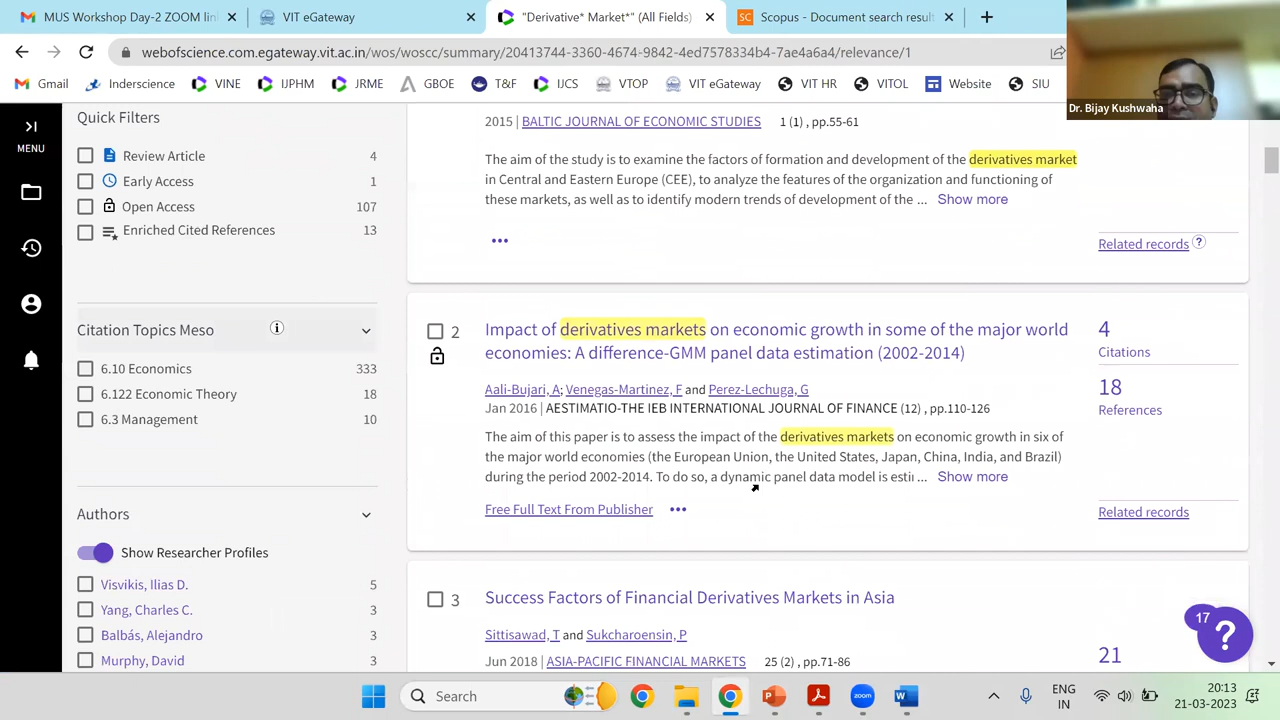 MUS Workshop Day-2 ZOOM lin
VIT eGateway
"Derivative* Market*" (All Fields)
Scopus - Document search result
webofscience.com.egateway.vit.ac.in/wos/woscc/summary/20413744-3360-4674-9842-4ed7578334b4-7ae4a6a4/relevance/1
Gmail
Inderscience
VINE
IJPHM
JRME
GBOE
T&F
IJCS
VTOP
VIT eGateway
VIT HR
VITOL
Website
SIU
Dr. Bijay Kushwaha
MENU
Quick Filters
Review Article 4
Early Access 1
Open Access 107
Enriched Cited References 13
Citation Topics Meso
6.10 Economics 333
6.122 Economic Theory 18
6.3 Management 10
Authors
Show Researcher Profiles
Visvikis, Ilias D. 5
Yang, Charles C. 3
Balbás, Alejandro 3
Murphy, David 3
2015 | BALTIC JOURNAL OF ECONOMIC STUDIES 1 (1) , pp.55-61
The aim of the study is to examine the factors of formation and development of the derivatives market
in Central and Eastern Europe (CEE), to analyze the features of the organization and functioning of
these markets, as well as to identify modern trends of development of the ... Show more
Related records ?
2
Impact of derivatives markets on economic growth in some of the major world
economies: A difference-GMM panel data estimation (2002-2014)
Aali-Bujari, A; Venegas-Martinez, F and Perez-Lechuga, G
Jan 2016 | AESTIMATIO-THE IEB INTERNATIONAL JOURNAL OF FINANCE (12) , pp.110-126
The aim of this paper is to assess the impact of the derivatives markets on economic growth in six of
the major world economies (the European Union, the United States, Japan, China, India, and Brazil)
during the period 2002-2014. To do so, a dynamic panel data model is esti ... Show more
Free Full Text From Publisher
4
Citations
18
References
Related records
3
Success Factors of Financial Derivatives Markets in Asia
Sittisawad, T and Sukcharoensin, P
Jun 2018 | ASIA-PACIFIC FINANCIAL MARKETS 25 (2) , pp.71-86
21
17
?
Search
ENG
IN
20:13
21-03-2023